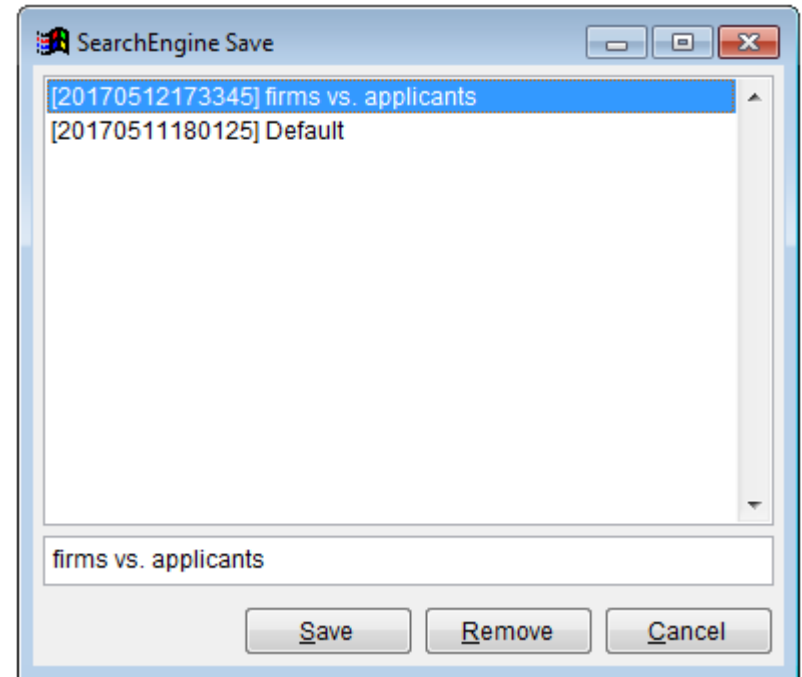 SearchEngine Save
[20170512173345] firms vs. applicants
[20170511180125] Default
firms vs. applicants
Save Remove Cancel